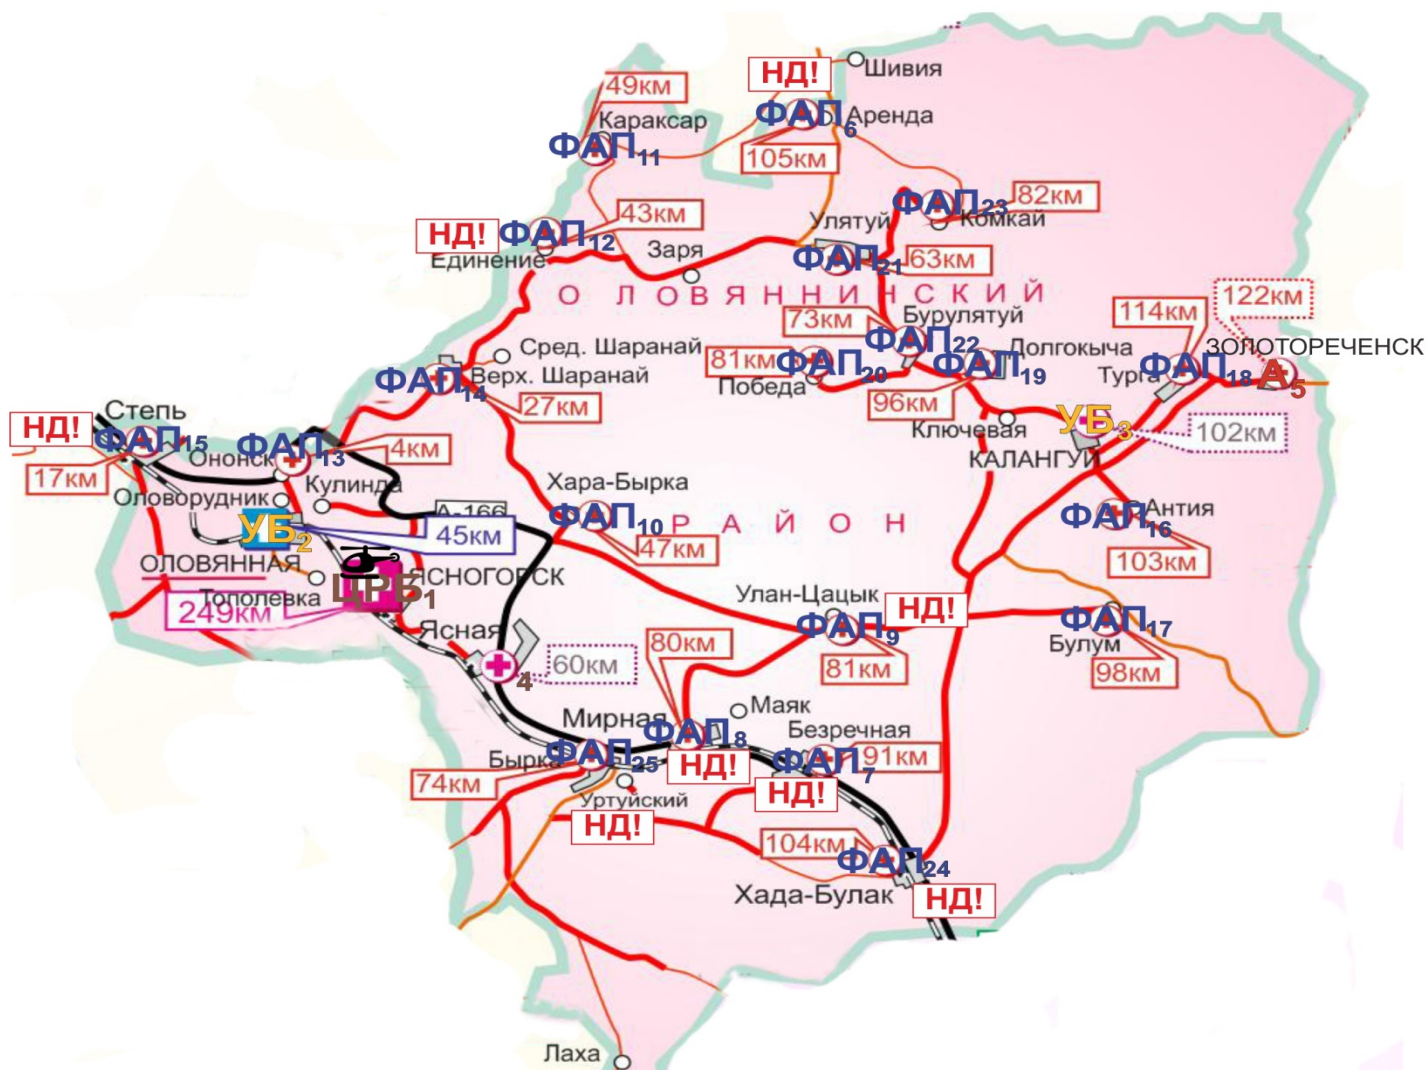 Шивия
НД!
49км
ФАП6
Аренда
Караксар
ФАП11
105км
82км
ФАП23
Комкай
43км
Улятуй
НД!
ФАП12
Единение
Заря
ФАП21
63км
ОЛОВЯННИНСКИЙ
122км
114км
73км
Бурулятуй
ФАП22
Сред. Шаранай
81км
ФАП20
ФАП19
Долгокыча
ЗОЛОТОРЕЧЕНСК
ФАП14
Верх. Шаранай
Победа
Турга
ФАП18
А5
27км
96км
Степь
НД!
ФАП15
Ключевая
УБ3
102км
ФАП13
4км
Ононск
КАЛАНГУЙ
17км
Кулинда
Хара-Бырка
Оловорудник
А-166
ФАП10
РАЙОН
ФАП16
Антия
УБ2
45км
47км
103км
ОЛОВЯННАЯ
ЯСНОГОРСК
ЦРБ1
Тополевка
249км
Улан-Цацык
НД!
ФАП9
ФАП17
Ясная
Булум
80км
81км
98км
4
60км
Маяк
Мирная
ФАП8
Безречная
Бырка
ФАП25
НД!
ФАП7
91км
74км
Уртуйский
НД!
НД!
104км
ФАП24
Хада-Булак
НД!
Лаха